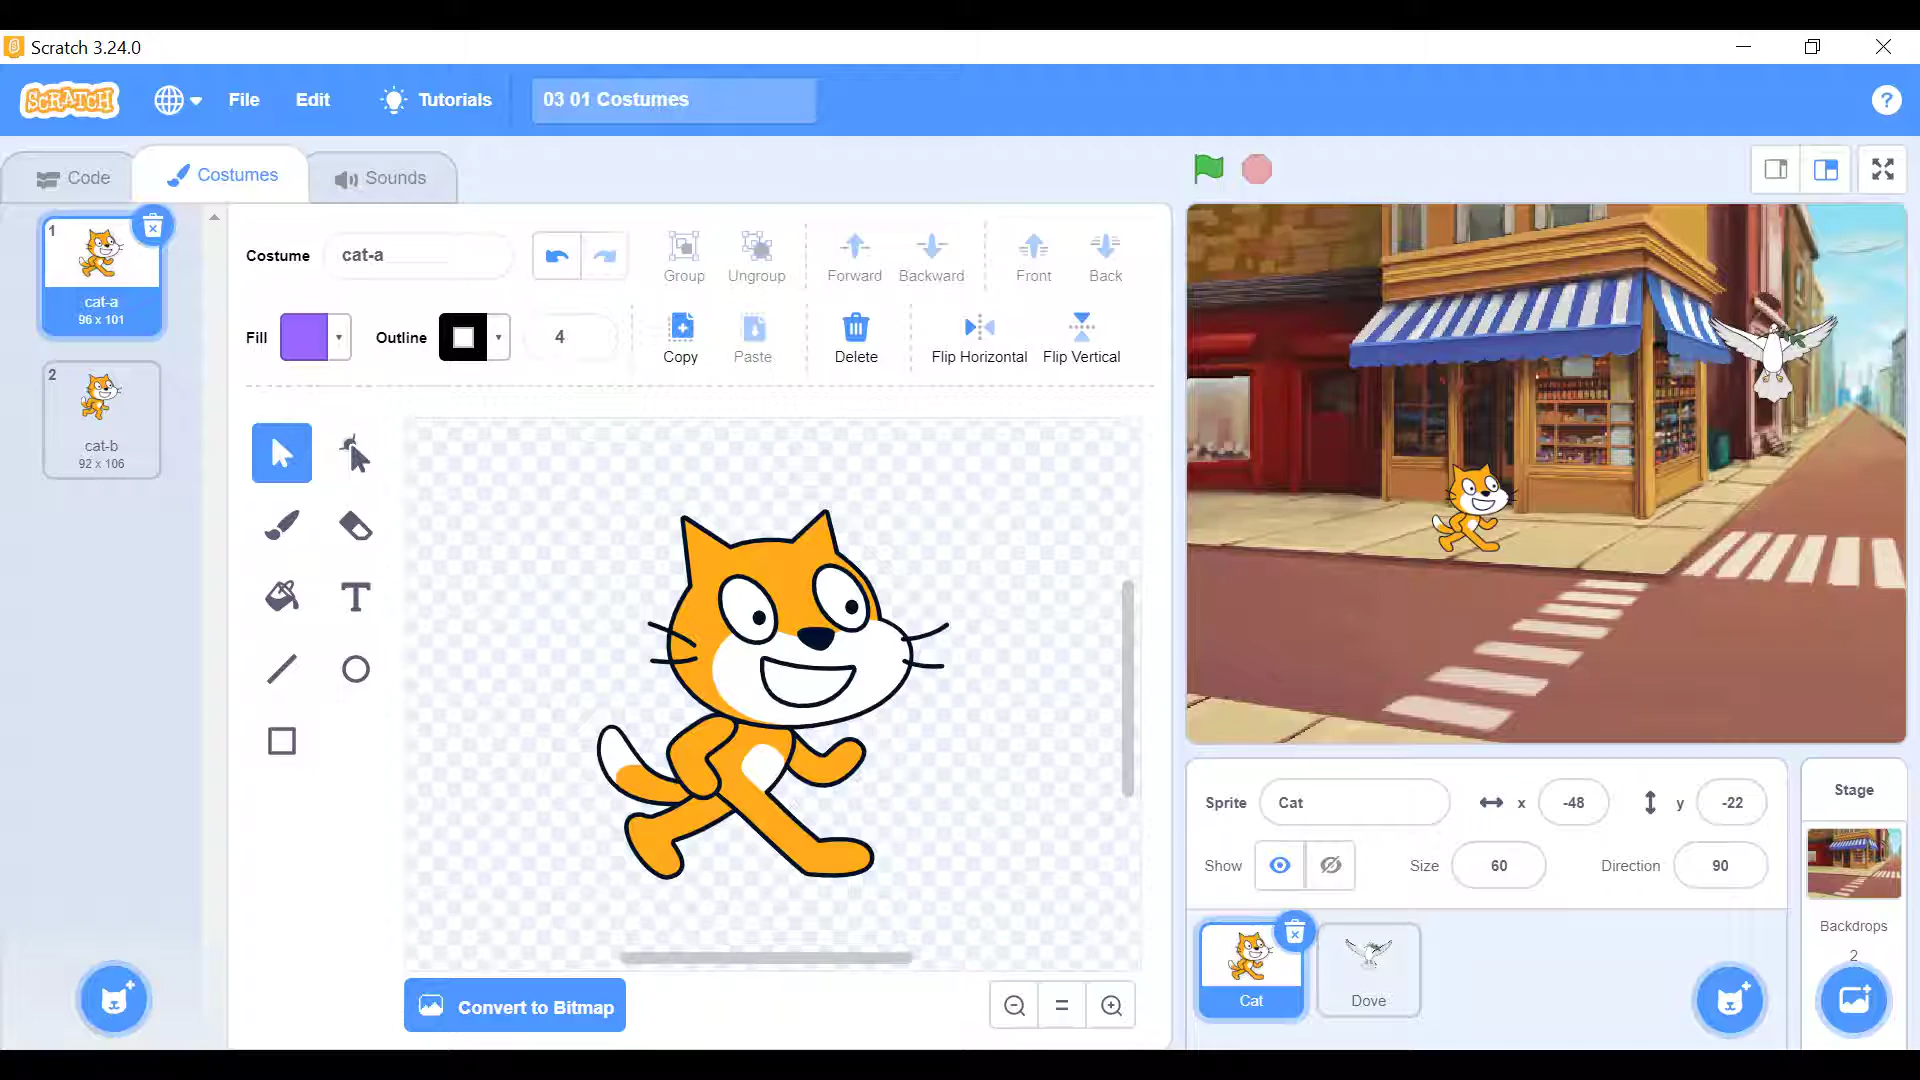 Scratch 3.24.0
SCRATCH
File
Edit
Tutorials
03 01 Costumes
?
Code
Costumes
Sounds
1
cat-a
96 x 101
2
cat-b
92 x 106
Costume
cat-a
Group
Ungroup
Forward
Backward
Front
Back
Fill
Outline
4
Copy
Paste
Delete
Flip Horizontal
Flip Vertical
T
Convert to Bitmap
Sprite
Cat
x
-48
y
-22
Show
Size
60
Direction
90
Cat
Dove
Stage
Backdrops
2